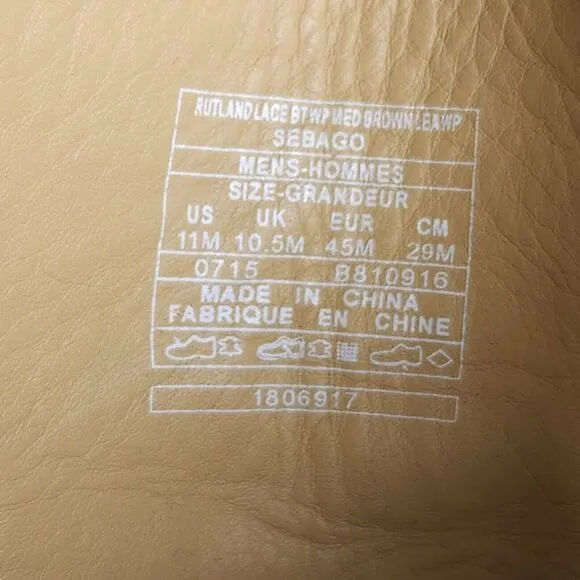 RUTLAND LACE BT WP MED BROWN LEA WP
SEBAGO
MENS-HOMMES
SIZE-GRANDEUR
US UK EUR CM
11M 10.5M 45M 29M
0715 B810916
MADE IN CHINA
FABRIQUE EN CHINE
1806917